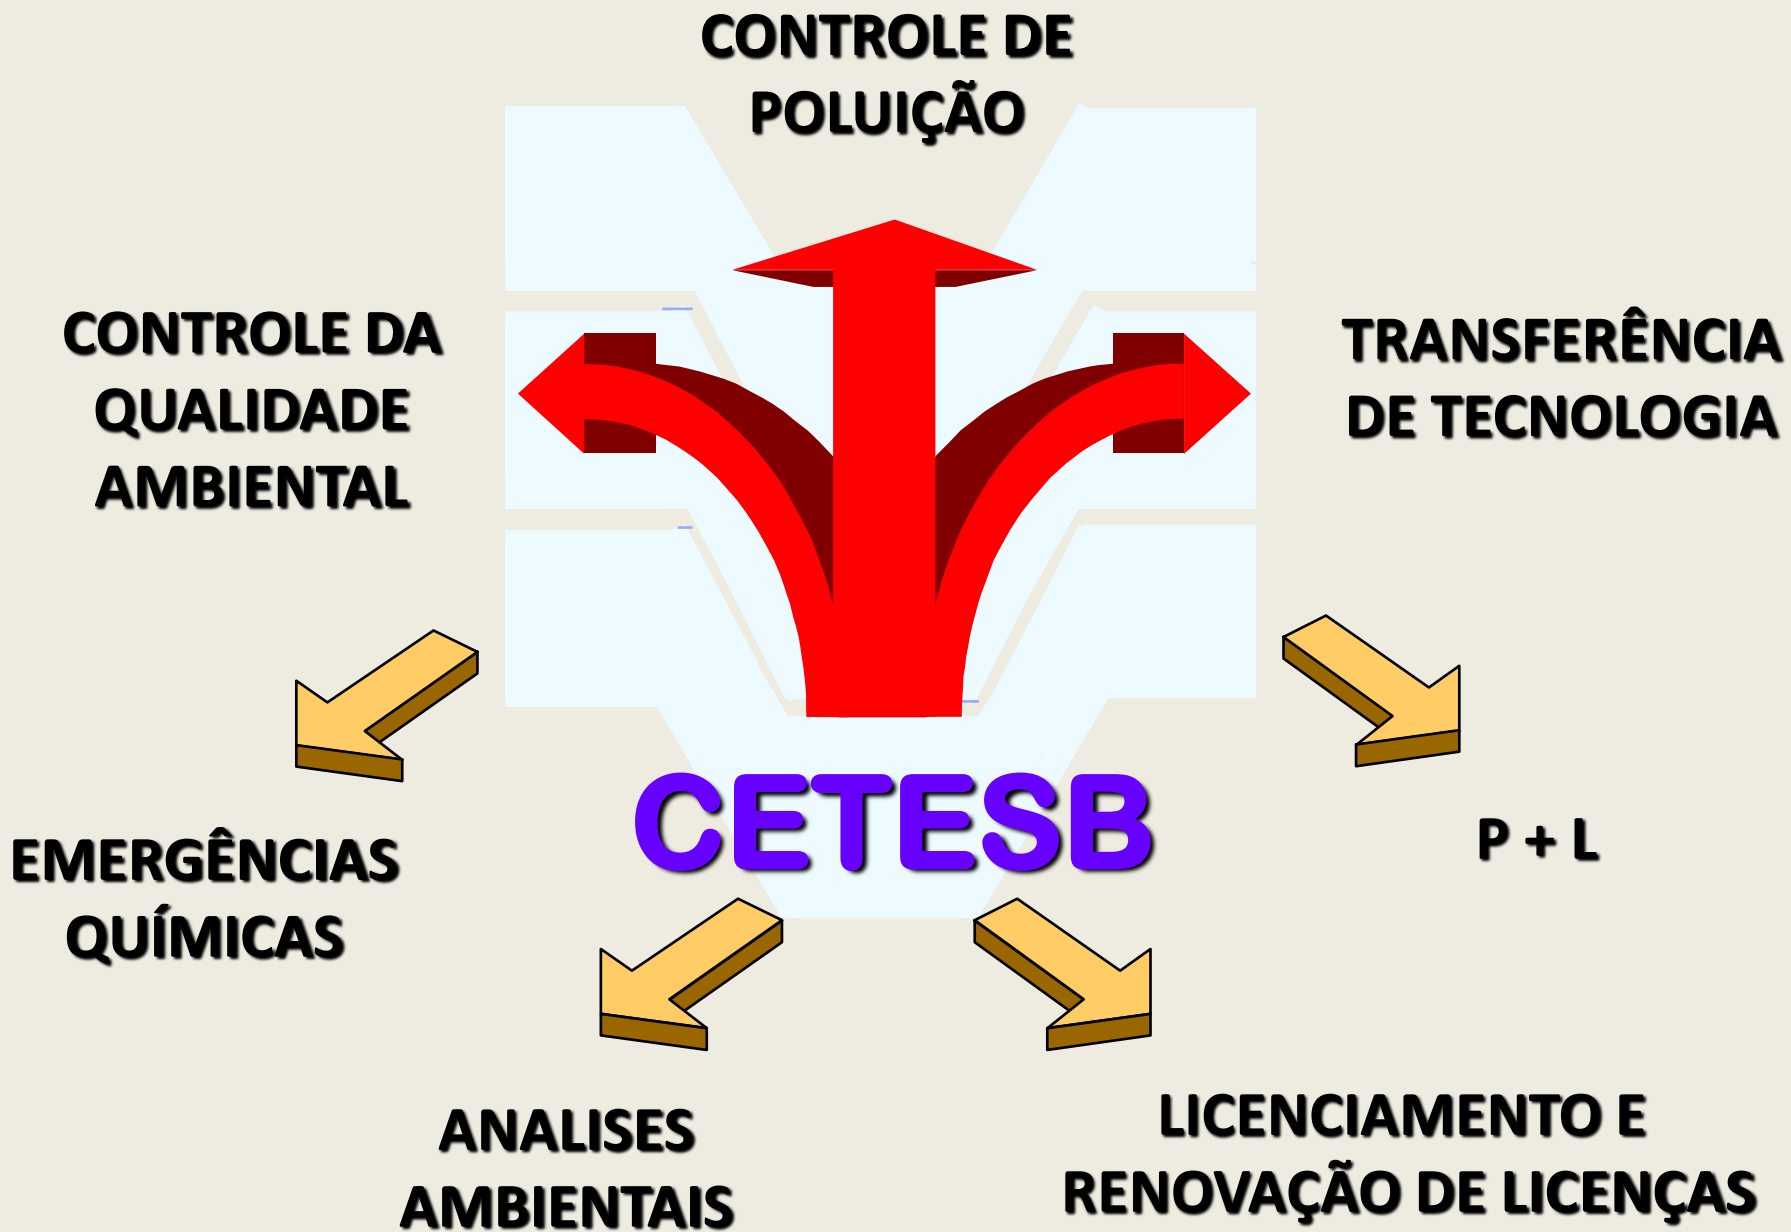 CONTROLE DE
POLUIÇÃO
CONTROLE DA
QUALIDADE
AMBIENTAL
TRANSFERÊNCIA
DE TECNOLOGIA
CETESB
EMERGÊNCIAS
QUÍMICAS
P + L
ANALISES
AMBIENTAIS
LICENCIAMENTO E
RENOVAÇÃO DE LICENÇAS